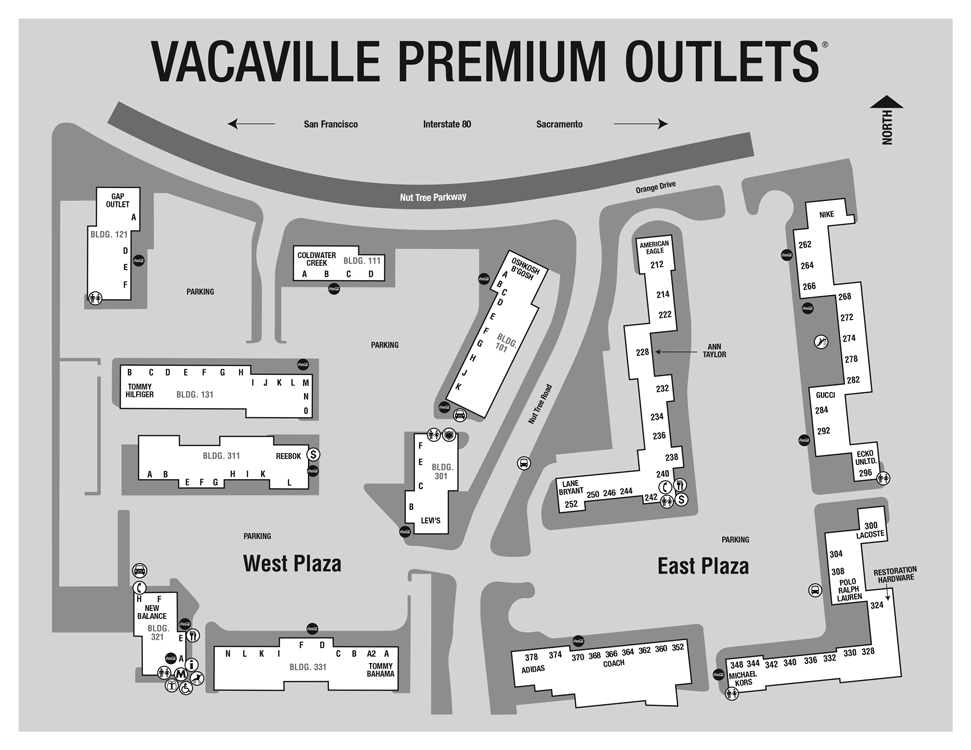 VACAVILLE PREMIUM OUTLETS®
San Francisco
Interstate 80
Sacramento
NORTH
Nut Tree Parkway
Orange Drive
GAP
OUTLET
A
BLDG. 121
D
E
F
PARKING
COLDWATER
CREEK
BLDG. 111
A B C D
OSHKOSH
B'GOSH
A
B
C
D
E
F
G
H
J
K
BLDG.
101
PARKING
Nut Tree Road
B C D E F G H
I J K L M
N
O
TOMMY
HILFIGER
BLDG. 131
BLDG. 311
REEBOK
S
A B
E F G
H I K
L
F
E
C
B
BLDG.
301
LEVI'S
PARKING
West Plaza
H F
NEW
BALANCE
BLDG.
321
E
A
i
M
N L K I
F D
C B A2 A
BLDG. 331
TOMMY
BAHAMA
AMERICAN
EAGLE
212
214
222
228
ANN
TAYLOR
232
234
236
238
240
242
S
LANE
BRYANT
252
250 246 244
NIKE
262
264
266
268
272
274
278
282
GUCCI
284
292
ECKO
UNLTD.
296
PARKING
East Plaza
300
LACOSTE
304
308
POLO
RALPH
LAUREN
RESTORATION
HARDWARE
324
348 344 342 340 336 332 330 328
MICHAEL
KORS
378 374 370 368 366 364 362 360 352
ADIDAS
COACH